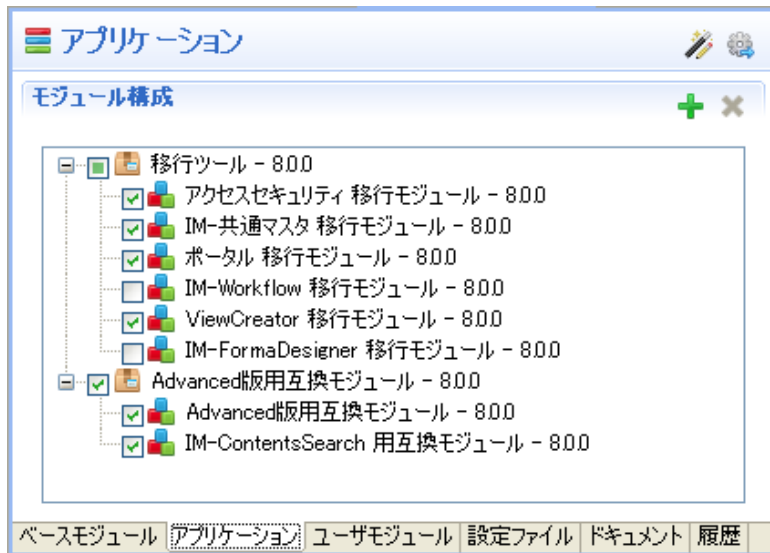 アプリケーション
モジュール構成
移行ツール - 8.0.0
アクセスセキュリティ 移行モジュール - 8.0.0
IM-共通マスタ 移行モジュール - 8.0.0
ポータル 移行モジュール - 8.0.0
IM-Workflow 移行モジュール - 8.0.0
ViewCreator 移行モジュール - 8.0.0
IM-FormaDesigner 移行モジュール - 8.0.0
Advanced版用互換モジュール - 8.0.0
Advanced版用互換モジュール - 8.0.0
IM-ContentsSearch 用互換モジュール - 8.0.0
ベースモジュール アプリケーション ユーザモジュール 設定ファイル ドキュメント 履歴